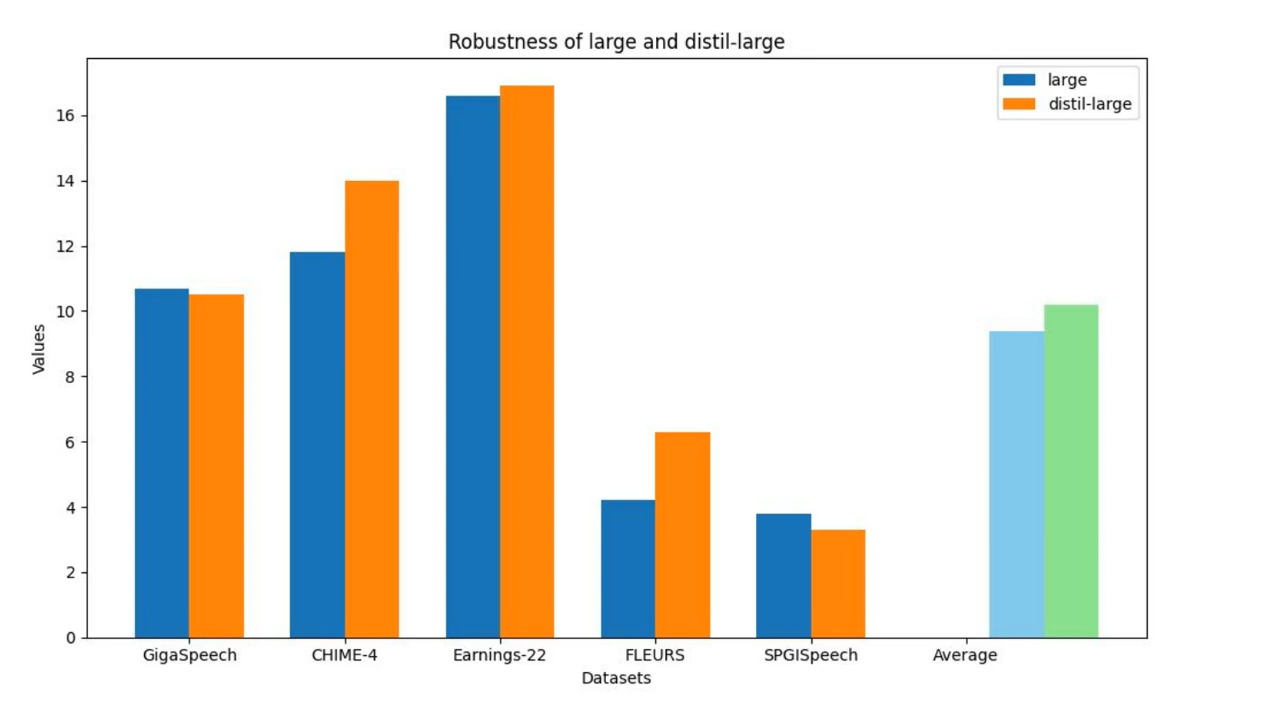 Robustness of large and distil-large
large
distil-large
Values
16
14
12
10
8
6
4
2
0
GigaSpeech CHIME-4 Earnings-22 FLEURS SPGISpeech Average
Datasets